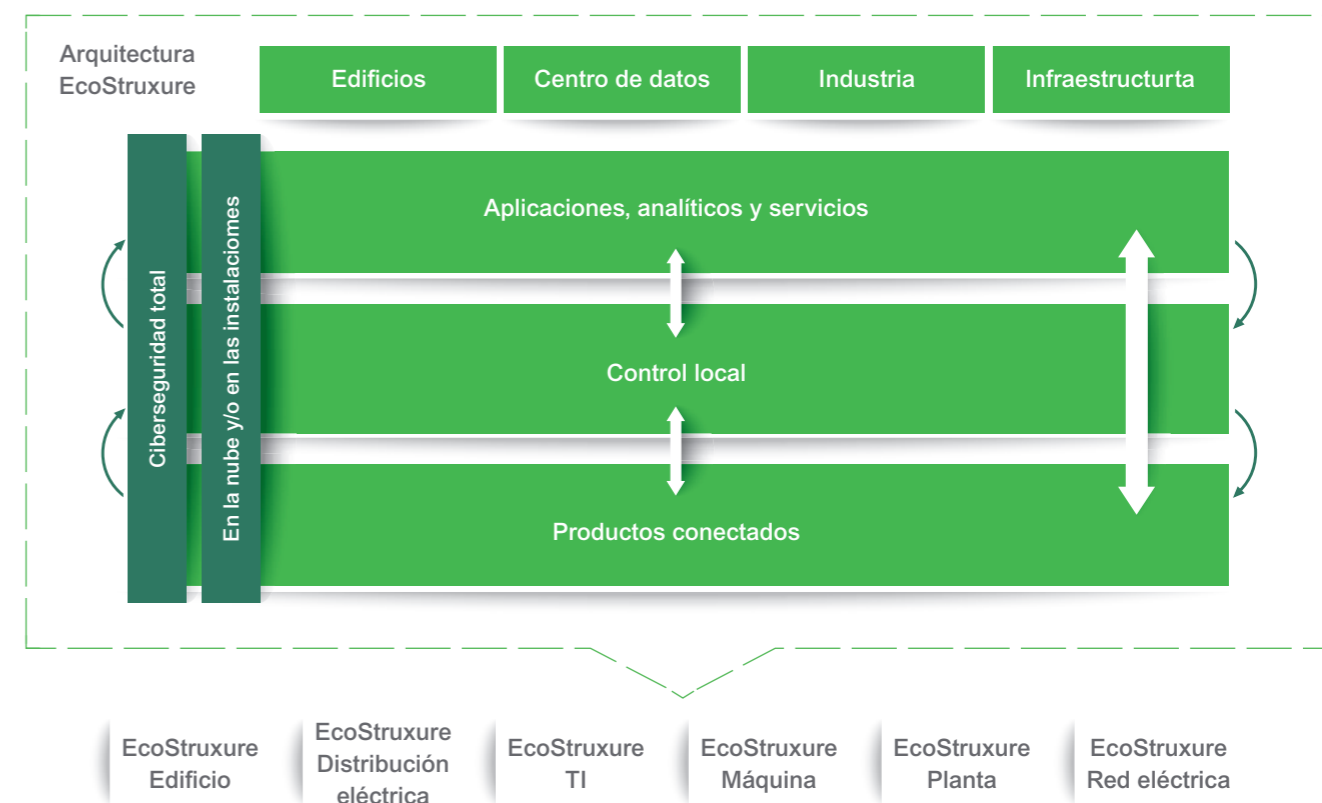 Arquitectura
EcoStruxure
Edificios
Centro de datos
Industria
Infraestructurta
Ciberseguridad total
En la nube y/o en las instalaciomes
Aplicaciones, analíticos y servicios
Control local
Productos conectados
EcoStruxure
Edificio
EcoStruxure
Distribución
eléctrica
EcoStruxure
TI
EcoStruxure
Máquina
EcoStruxure
Planta
EcoStruxure
Red eléctrica